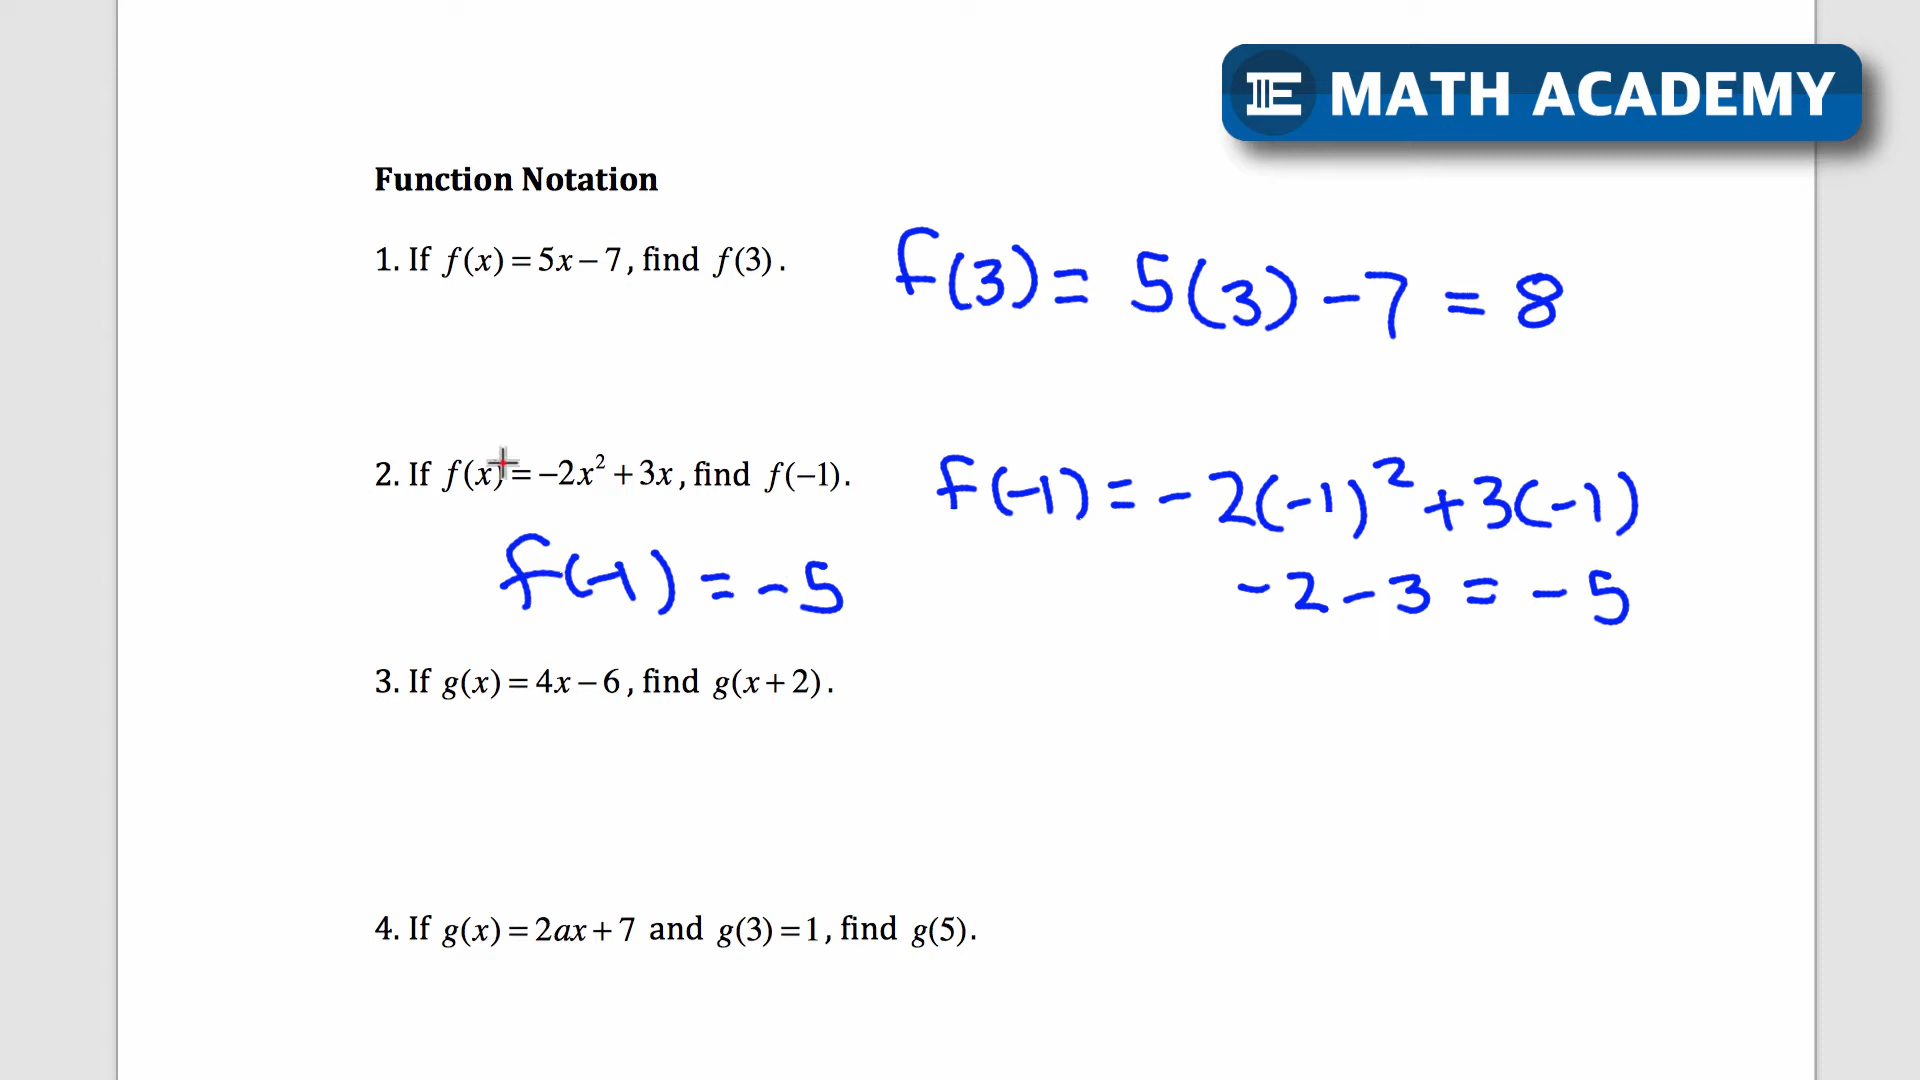 MATH ACADEMY
Function Notation
1. If f(x) = 5x − 7, find f(3).
f(3) = 5(3) − 7 = 8
2. If f(x) = −2x² + 3x, find f(−1).
f(−1) = −2(−1)² + 3(−1)
f(−1) = −5
−2 − 3 = −5
3. If g(x) = 4x − 6, find g(x + 2).
4. If g(x) = 2ax + 7 and g(3) = 1, find g(5).